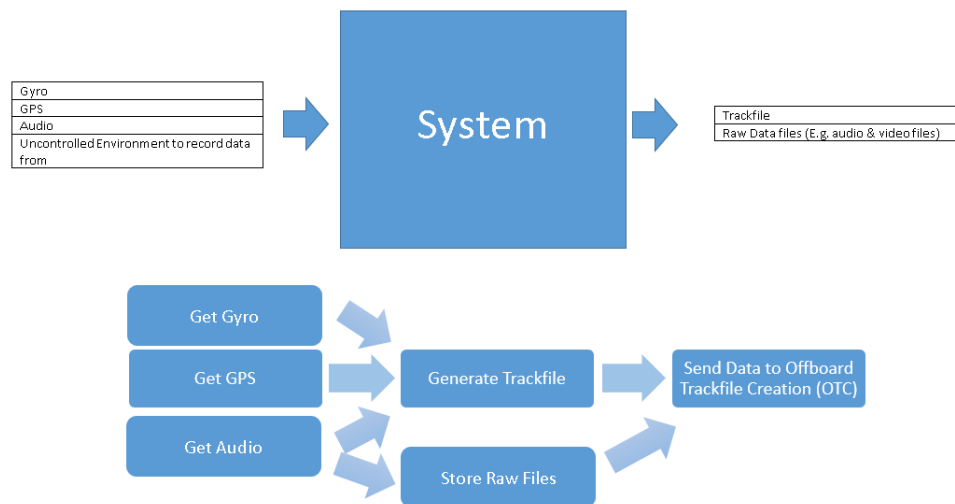 Gyro
GPS
Audio
Uncontrolled Environment to record data
from
System
Trackfile
Raw Data files (E.g. audio & video files)
Get Gyro
Get GPS
Generate Trackfile
Send Data to Offboard
Trackfile Creation (OTC)
Get Audio
Store Raw Files